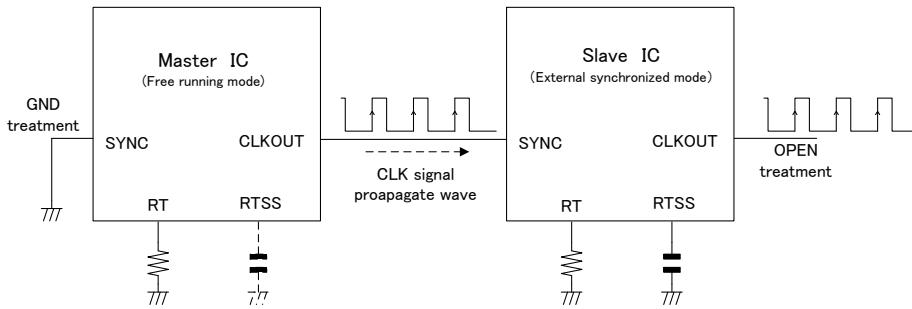 Master IC
(Free running mode)
GND
treatment
SYNC
CLKOUT
RT
RTSS
CLK signal
proapagate wave
Slave IC
(External synchronized mode)
SYNC
CLKOUT
RT
RTSS
OPEN
treatment